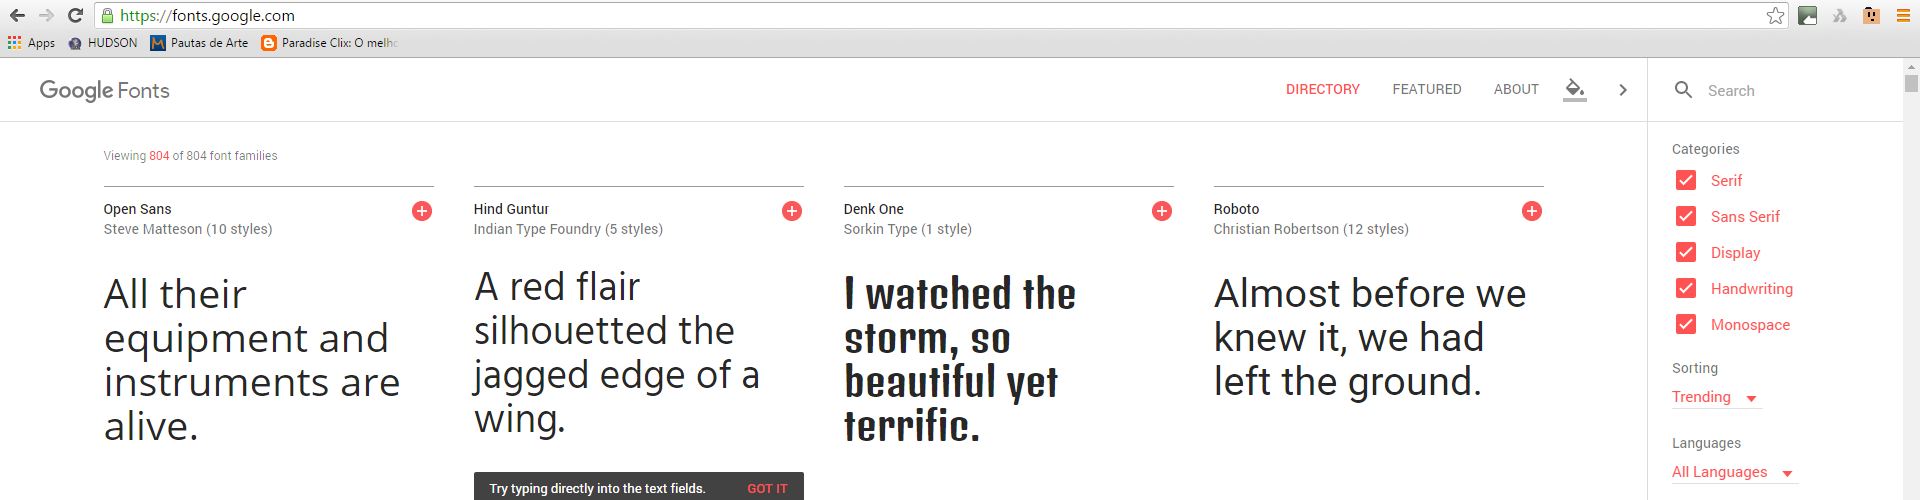 https://fonts.google.com
Apps HUDSON Pautas de Arte Paradise Clix: O melho
Google Fonts
DIRECTORY FEATURED ABOUT
Search
Viewing 804 of 804 font families
Open Sans
Steve Matteson (10 styles)
All their
equipment and
instruments are
alive.
Hind Guntur
Indian Type Foundry (5 styles)
A red flair
silhouetted the
jagged edge of a
wing.
Try typing directly into the text fields. GOT IT
Denk One
Sorkin Type (1 style)
I watched the
storm, so
beautiful yet
terrific.
Roboto
Christian Robertson (12 styles)
Almost before we
knew it, we had
left the ground.
Categories
Serif
Sans Serif
Display
Handwriting
Monospace
Sorting
Trending
Languages
All Languages